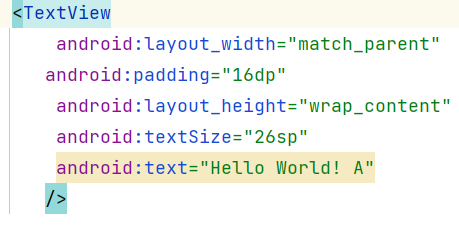 <TextView
android:layout_width="match_parent"
android:padding="16dp"
android:layout_height="wrap_content"
android:textSize="26sp"
android:text="Hello World! A"
/>